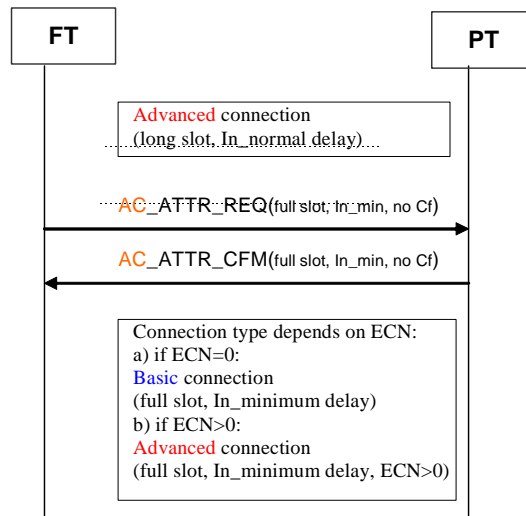 FT
PT
Advanced connection
(long slot, In_normal delay)
AC_ATTR_REQ(full slot, In_min, no Cf)
AC_ATTR_CFM(full slot, In_min, no Cf)
Connection type depends on ECN:
a) if ECN=0:
Basic connection
(full slot, In_minimum delay)
b) if ECN>0:
Advanced connection
(full slot, In_minimum delay, ECN>0)